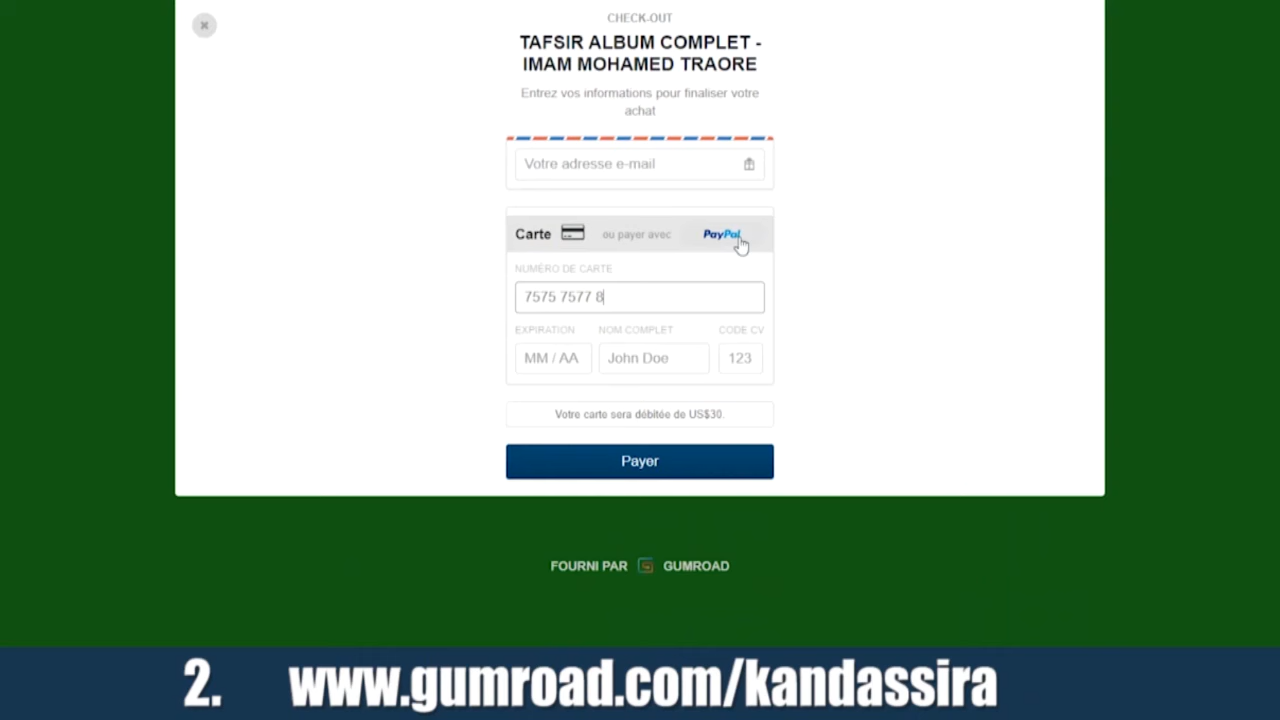 CHECK-OUT
TAFSIR ALBUM COMPLET -
IMAM MOHAMED TRAORE
Entrez vos informations pour finaliser votre
achat
Votre adresse e-mail
Carte ou payer avec PayPal
NUMÉRO DE CARTE
7575 7577 8
EXPIRATION NOM COMPLET CODE CV
MM / AA John Doe 123
Votre carte sera débitée de US$30.
Payer
FOURNI PAR GUMROAD
2. www.gumroad.com/kandassira